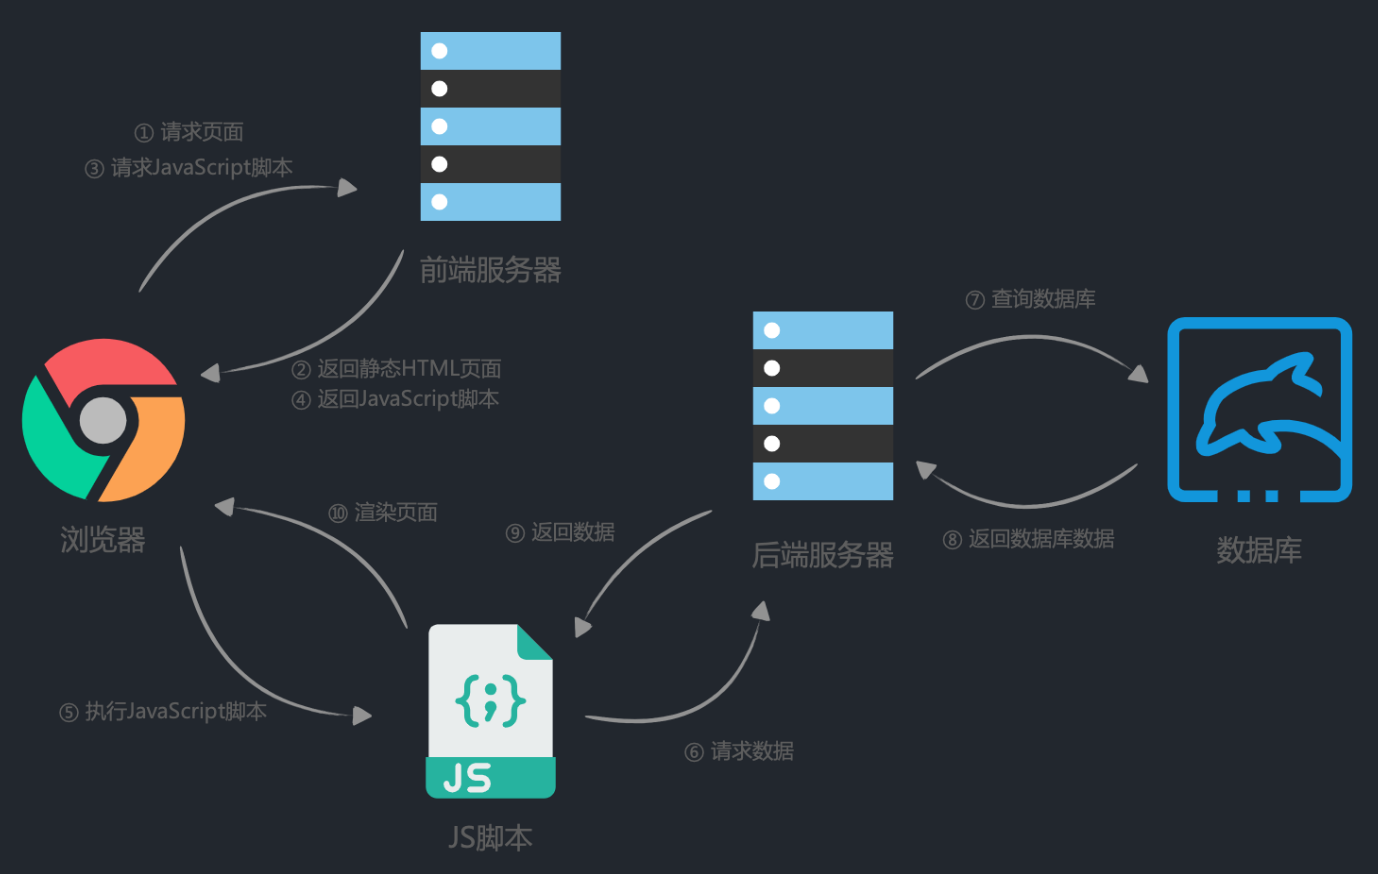 ① 请求页面
③ 请求JavaScript脚本
前端服务器
② 返回静态HTML页面
④ 返回JavaScript脚本
⑦ 查询数据库
浏览器
⑩ 渲染页面
⑨ 返回数据
后端服务器
⑧ 返回数据库数据
数据库
⑤ 执行JavaScript脚本
⑥ 请求数据
{;}
JS
JS脚本